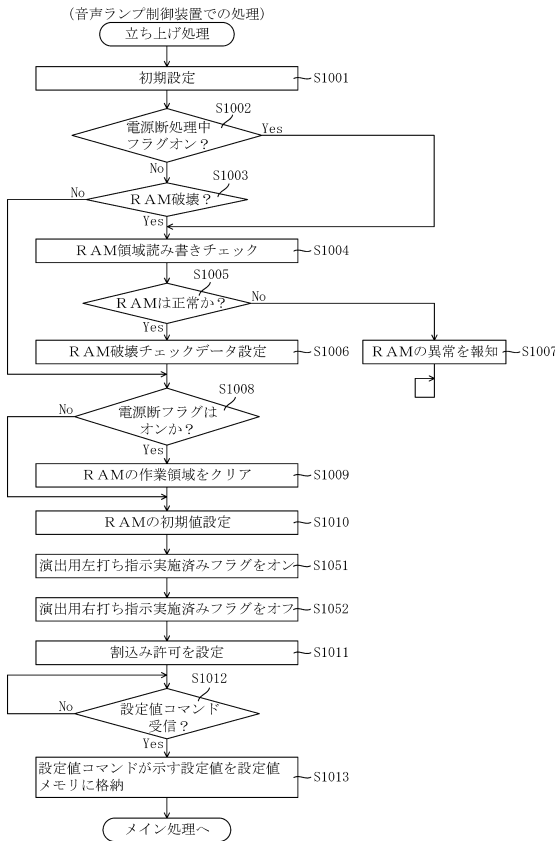 (音声ランプ制御装置での処理)
立ち上げ処理
初期設定
S1001
S1002
電源断処理中
フラグオン？
Yes
No
S1003
ＲＡＭ破壊？
No
Yes
ＲＡＭ領域読み書きチェック
S1004
S1005
ＲＡＭは正常か？
No
Yes
ＲＡＭ破壊チェックデータ設定
S1006
ＲＡＭの異常を報知
S1007
S1008
電源断フラグは
オンか？
No
Yes
ＲＡＭの作業領域をクリア
S1009
ＲＡＭの初期値設定
S1010
演出用左打ち指示実施済みフラグをオン
S1051
演出用右打ち指示実施済みフラグをオフ
S1052
割込み許可を設定
S1011
S1012
設定値コマンド
受信？
No
Yes
設定値コマンドが示す設定値を設定値
メモリに格納
S1013
メイン処理へ